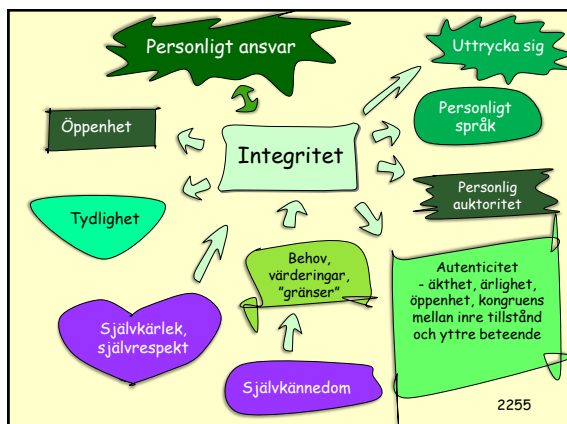 Personligt ansvar
Uttrycka sig
Öppenhet
Personligt
språk
Integritet
Personlig
auktoritet
Tydlighet
Behov,
värderingar,
”gränser”
Autenticitet
- äkthet, ärlighet,
öppenhet, kongruens
mellan inre tillstånd
och yttre beteende
Självkärlek,
självrespekt
Självkännedom
2255